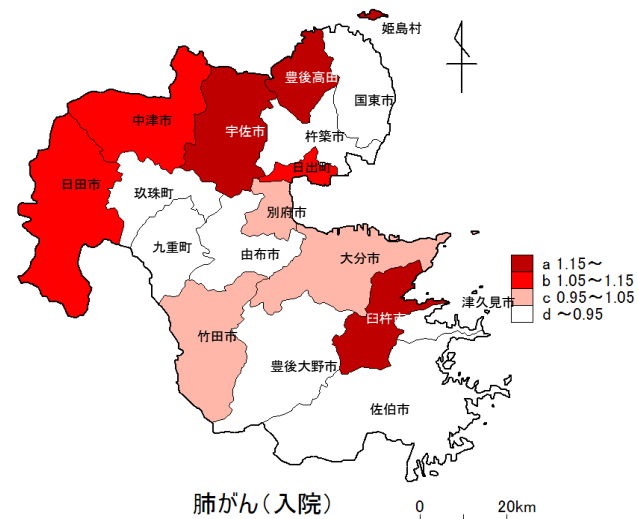 姫島村
豊後高田
国東市
中津市
宇佐市
杵築市
日出町
日田市
玖珠町
別府市
九重町
由布市
大分市
a 1.15～
b 1.05～1.15
c 0.95～1.05
d ～0.95
津久見市
臼杵市
竹田市
豊後大野市
佐伯市
肺がん（入院）
0 20km